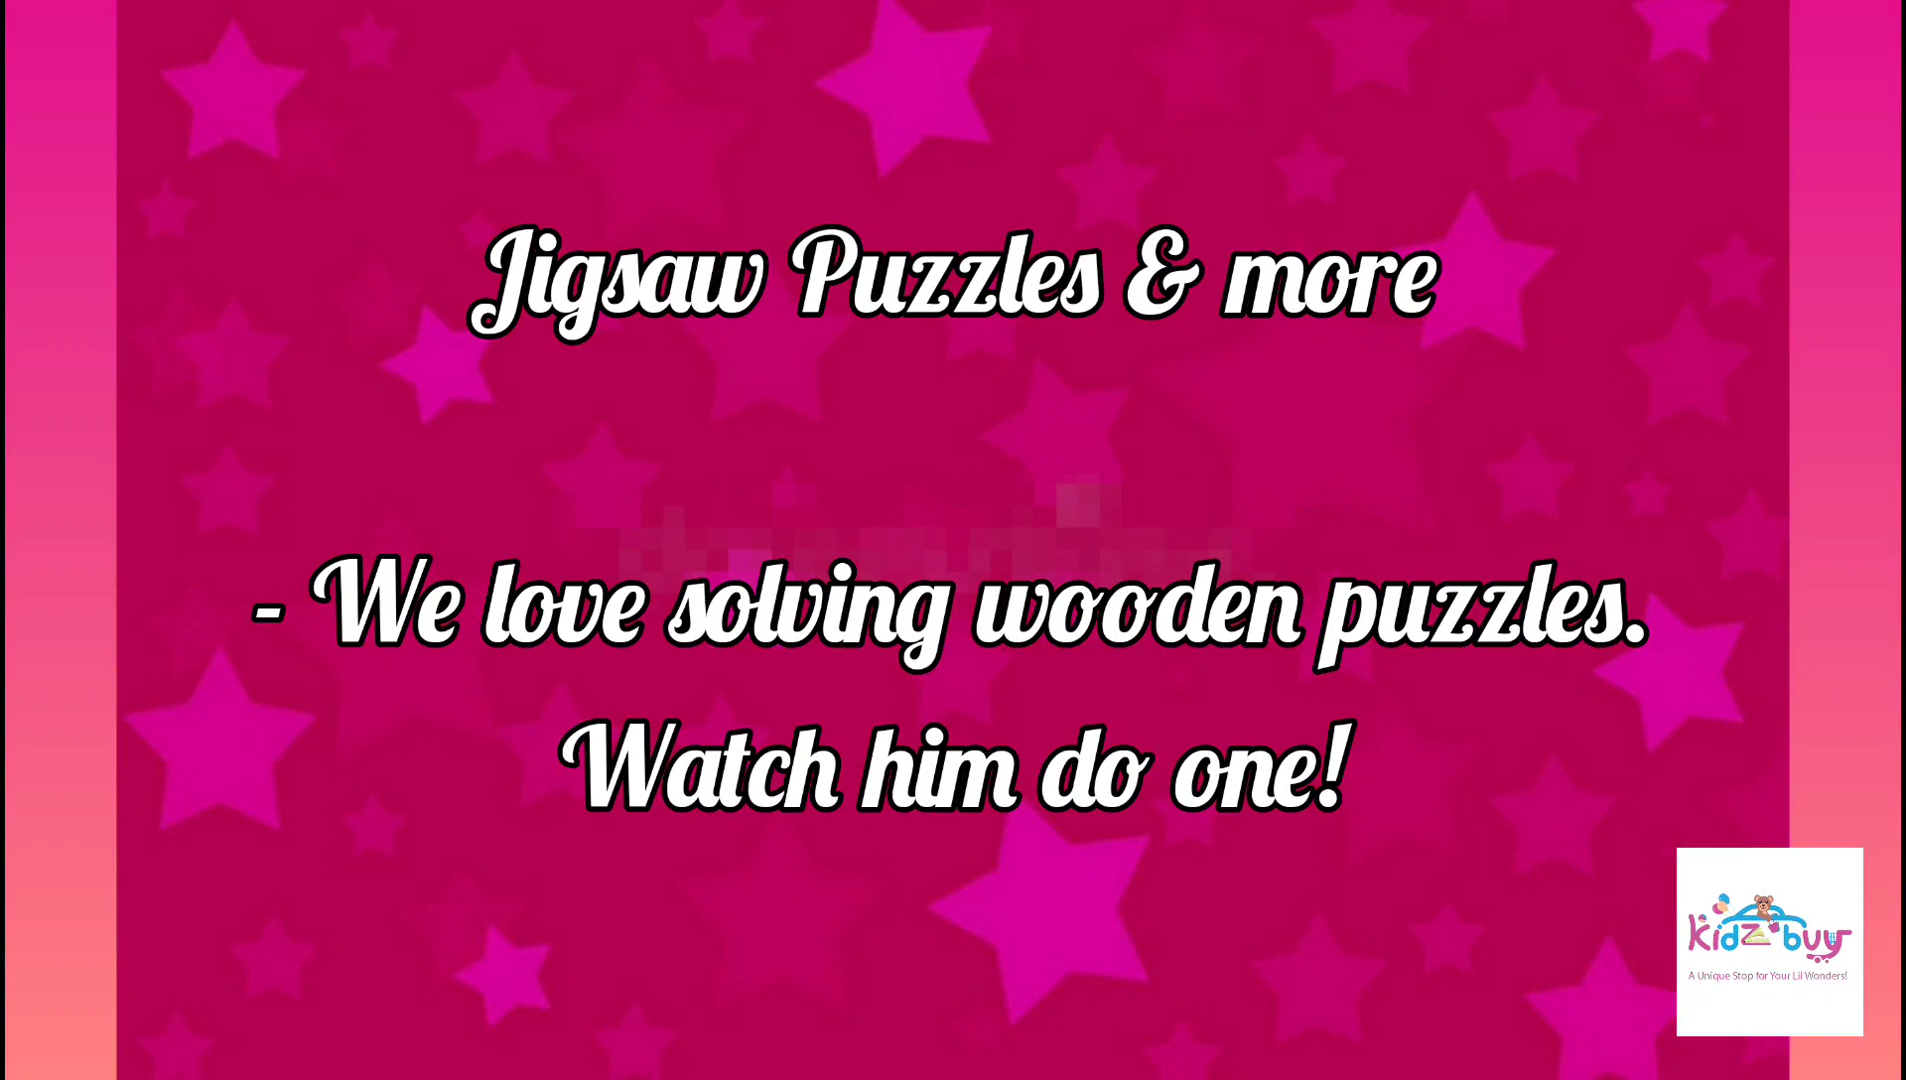 Jigsaw Puzzles & more
- We love solving wooden puzzles.
Watch him do one!
kidz buy
A Unique Stop for Your Lil Wonders!